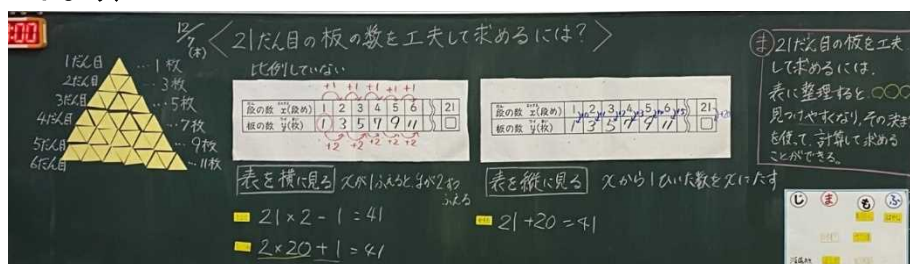 :00
12/7
(木)
〈21だん目の板の数を工夫して求めるには?〉
1だん目 …1枚
2だん目 …3枚
3だん目 …5枚
4だん目 …7枚
5だん目 …9枚
6だん目 …11枚
比例していない
+1 +1 +1 +1 +1
段の数 x(段め) 1 2 3 4 5 6 21
板の数 y(枚) 1 3 5 7 9 11 □
+2 +2 +2 +2 +2
表を横に見る xが1ふえるとyが2ずつ
ふえる
21×2-1=41
2×20+1=41
段の数 x(段め) 1 2 3 4 5 6 21
板の数 y(枚) 1 3 5 7 9 11 □
表を縦に見る xから1ひいた数をxにたす
21+20=41
ま 21だん目の板を工夫
して求めるには、
表に整理すると○○○
見つけやすくなり、その
を使って、計算して求める
ことができる。
じ ま も ふ